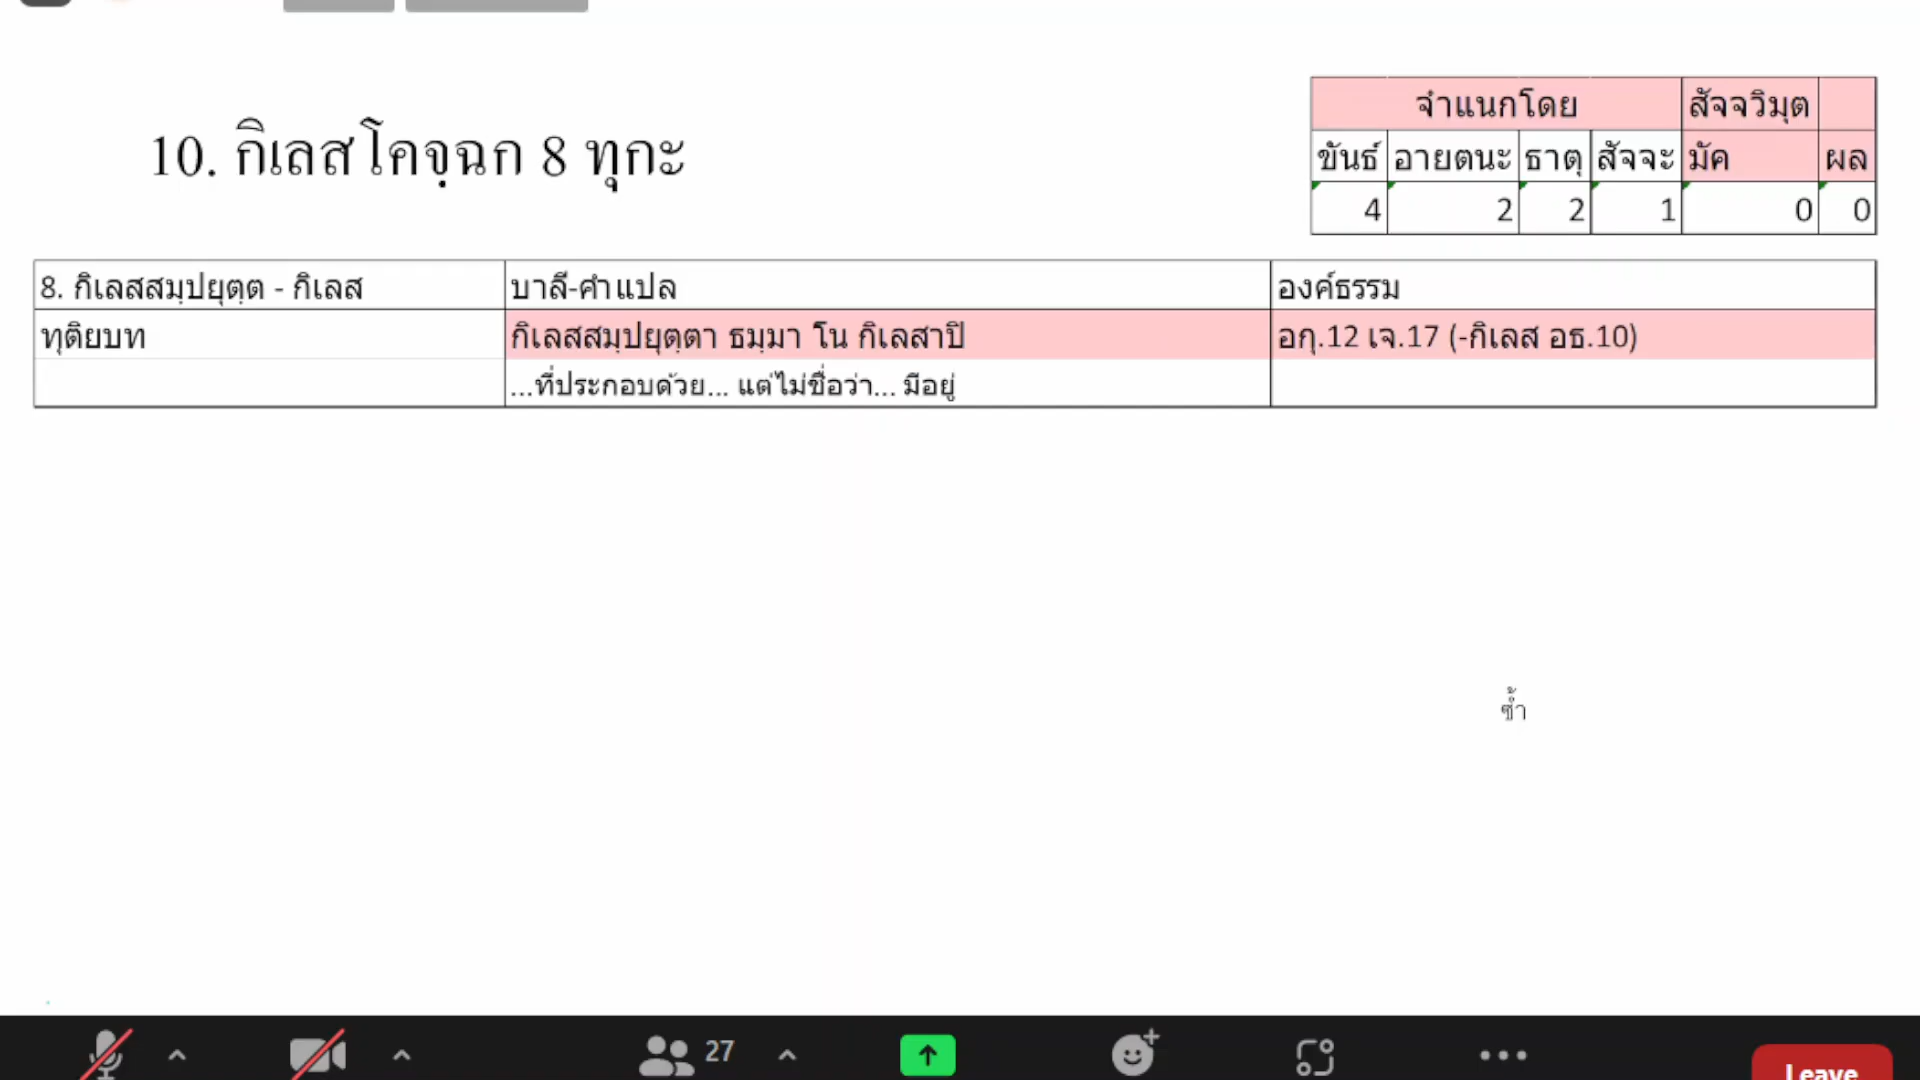 10. กิเลสโคจฺฉก 8 ทุกะ
จำแนกโดย สัจจวิมุต
ขันธ์ อายตนะ ธาตุ สัจจะ มัค ผล
4 2 2 1 0 0
8. กิเลสสมฺปยุตฺต - กิเลส บาลี-คำแปล องค์ธรรม
ทุติยบท กิเลสสมฺปยุตฺตา ธมฺมา โน กิเลสาปิ อกุ.12 เจ.17 (-กิเลส อธ.10)
...ที่ประกอบด้วย... แต่ไม่ชื่อว่า... มีอยู่
ซ้ำ
27
Leave